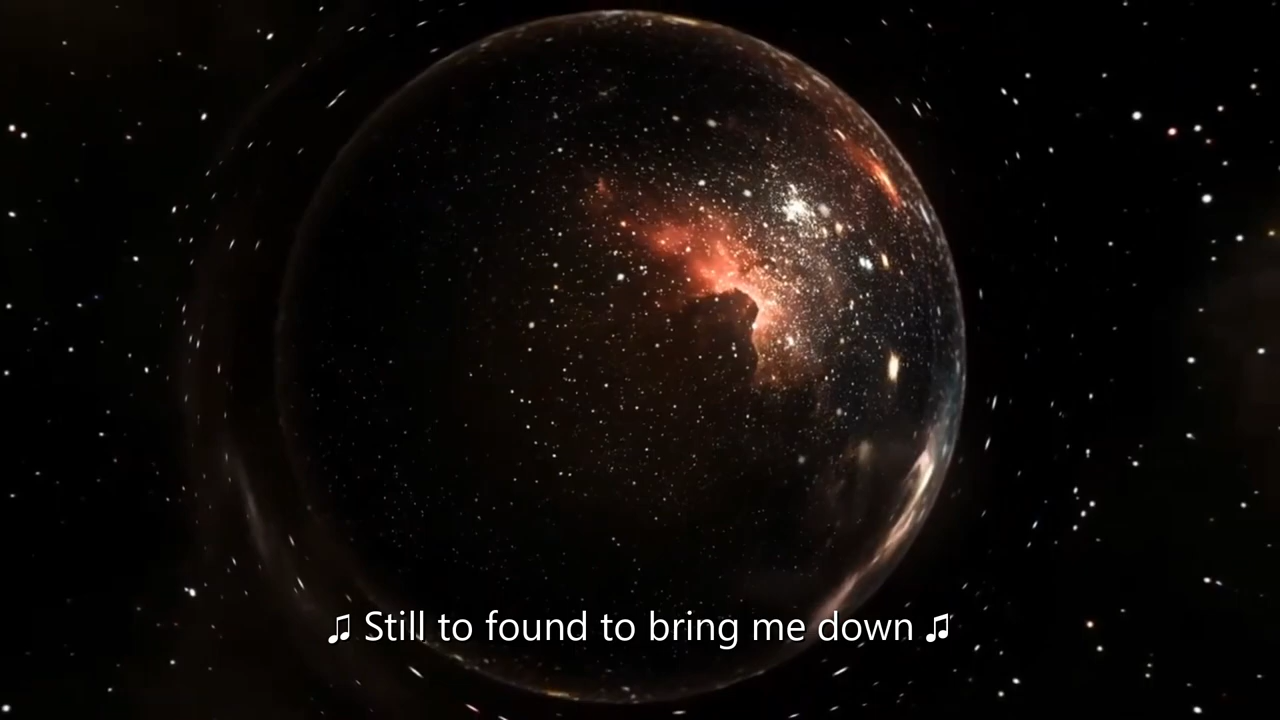 ♫ Still to found to bring me down ♫